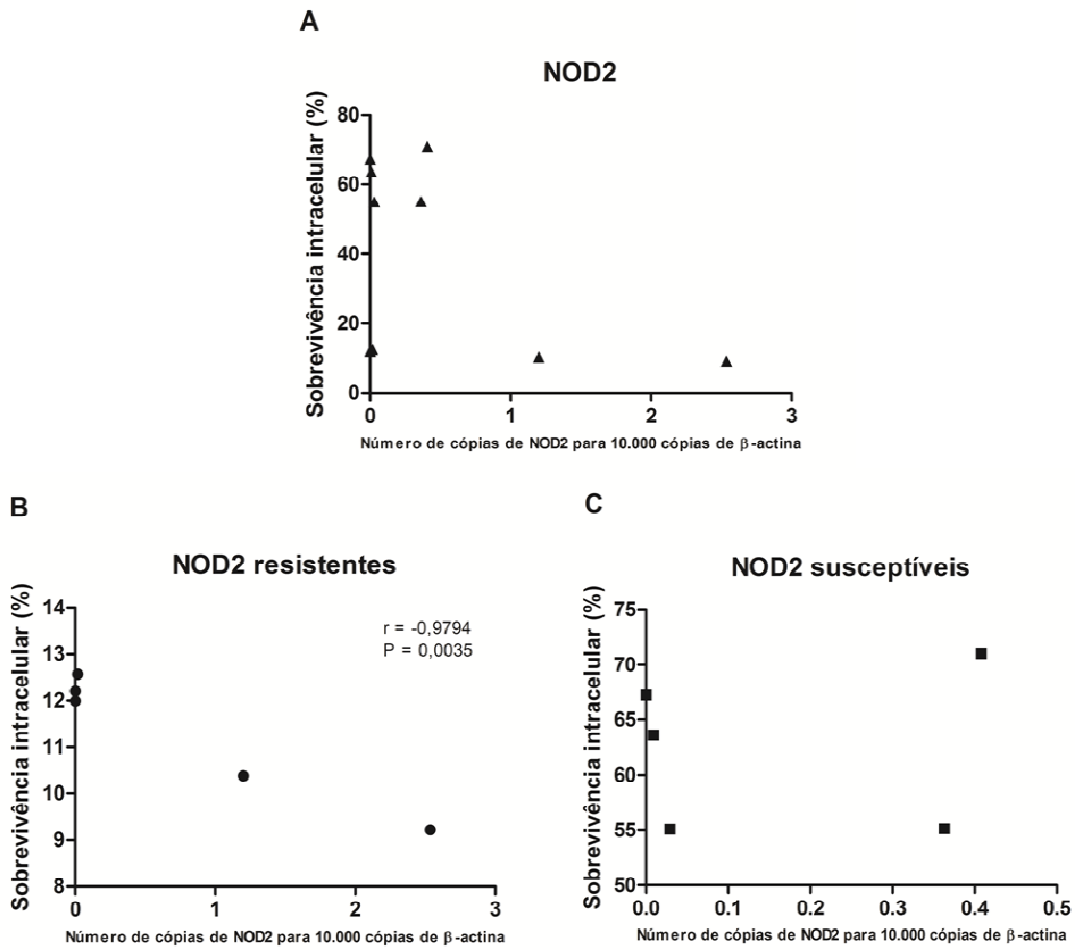 A
NOD2
Sobrevivência intracelular (%)
80
60
40
20
0
0 1 2 3
Número de cópias de NOD2 para 10.000 cópias de β-actina
B
NOD2 resistentes
Sobrevivência intracelular (%)
14
13
12
11
10
9
8
r = -0,9794
P = 0,0035
0 1 2 3
Número de cópias de NOD2 para 10.000 cópias de β-actina
C
NOD2 susceptíveis
Sobrevivência intracelular (%)
75
70
65
60
55
50
0.0 0.1 0.2 0.3 0.4 0.5
Número de cópias de NOD2 para 10.000 cópias de β-actina